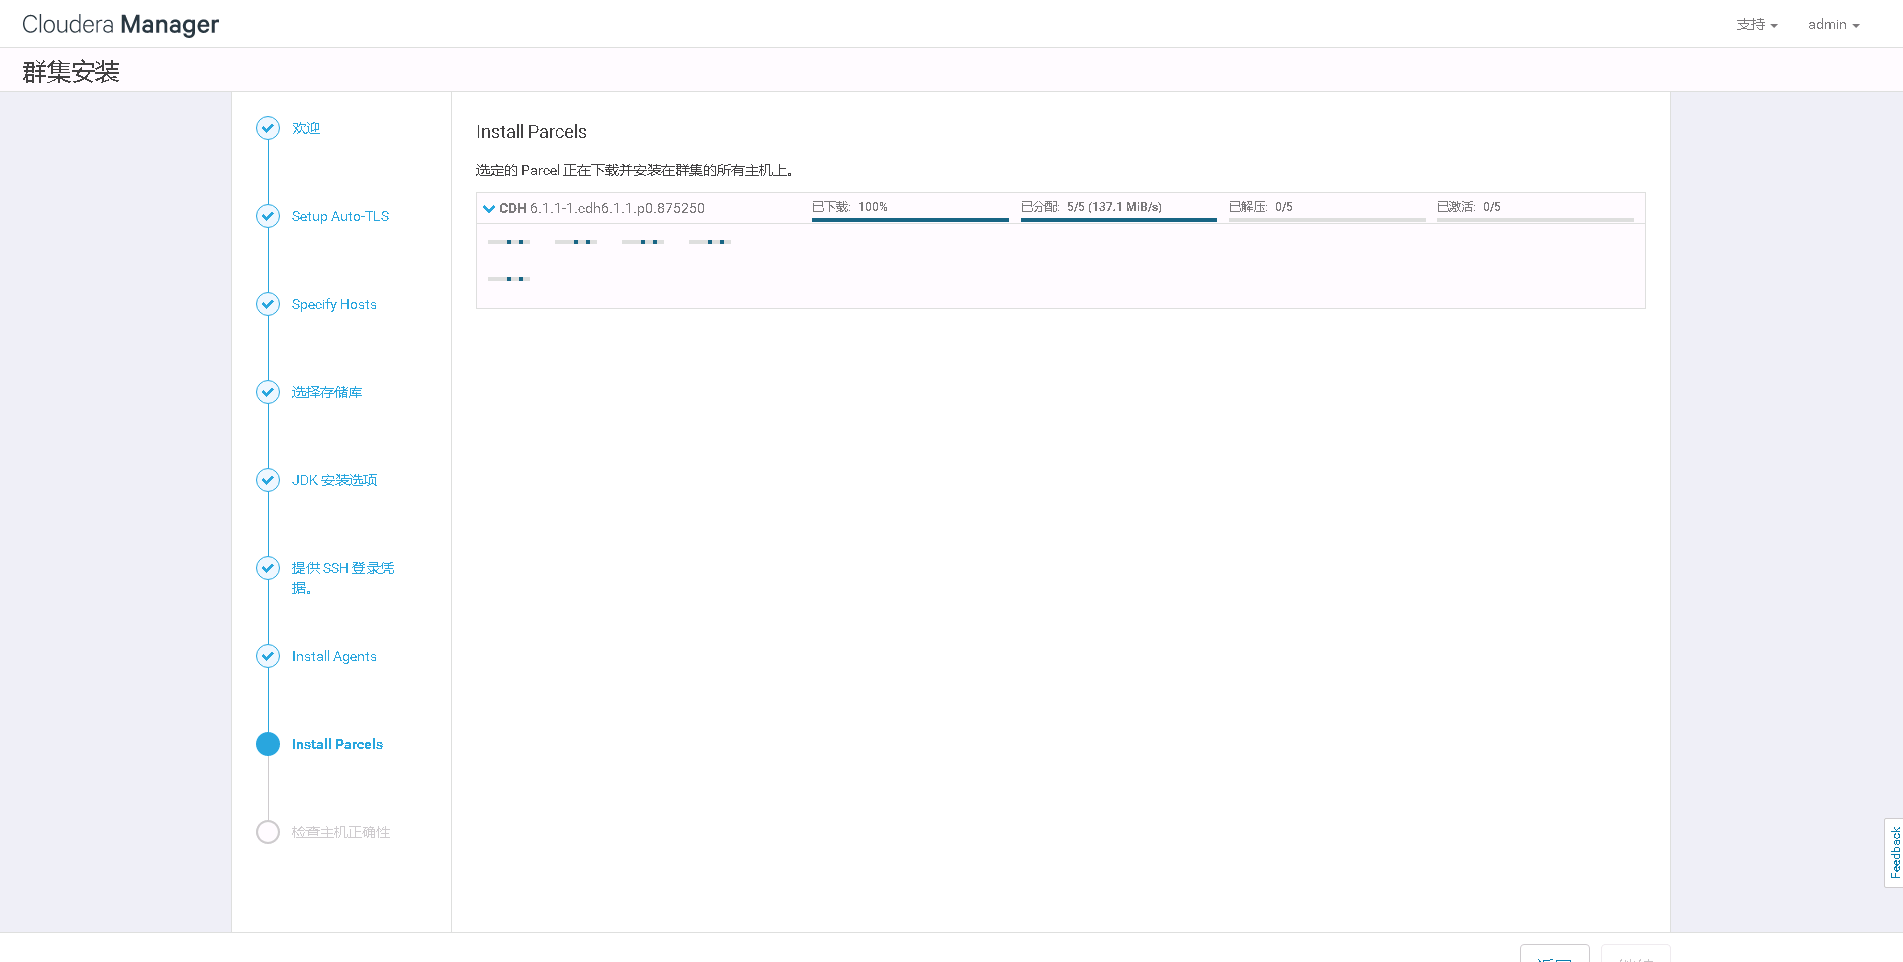 Cloudera Manager
支持 admin
群集安装
欢迎
Setup Auto-TLS
Specify Hosts
选择存储库
JDK 安装选项
提供 SSH 登录凭
据。
Install Agents
Install Parcels
检查主机正确性
Install Parcels
选定的 Parcel 正在下载并安装在群集的所有主机上。
CDH 6.1.1-1.cdh6.1.1.p0.875250 已下载: 100% 已分配: 5/5 (137.1 MiB/s) 已解压: 0/5 已激活: 0/5
Feedback